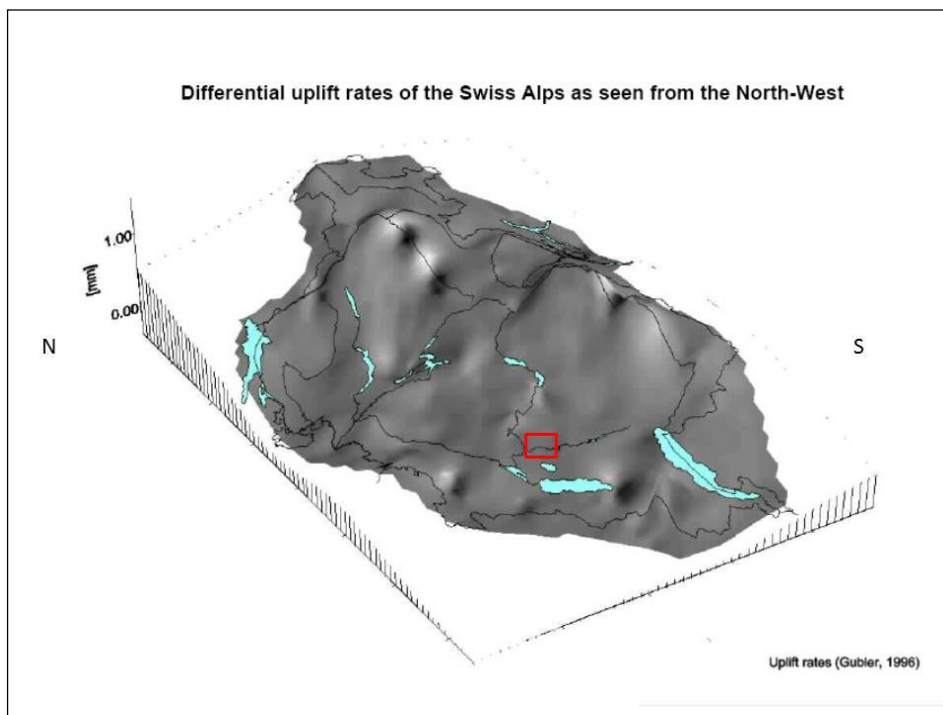 Differential uplift rates of the Swiss Alps as seen from the North-West
1.00
[mm]
0.00
N
S
Uplift rates (Gubler, 1996)